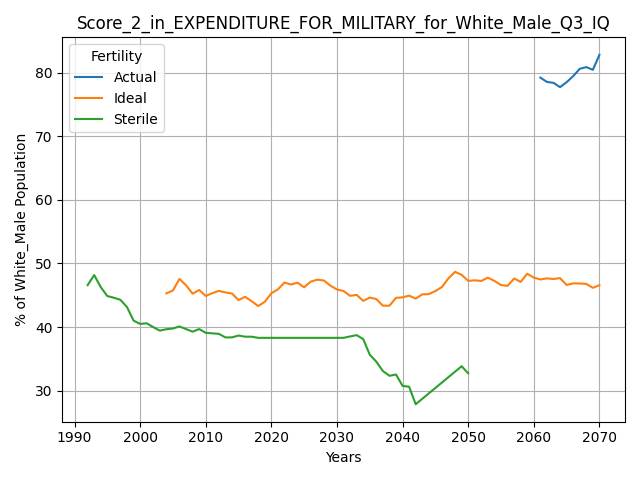 Score_2_in_EXPENDITURE_FOR_MILITARY_for_White_Male_Q3_IQ
Fertility
Actual
Ideal
Sterile
% of White_Male Population
80
70
60
50
40
30
1990
2000
2010
2020
2030
2040
2050
2060
2070
Years